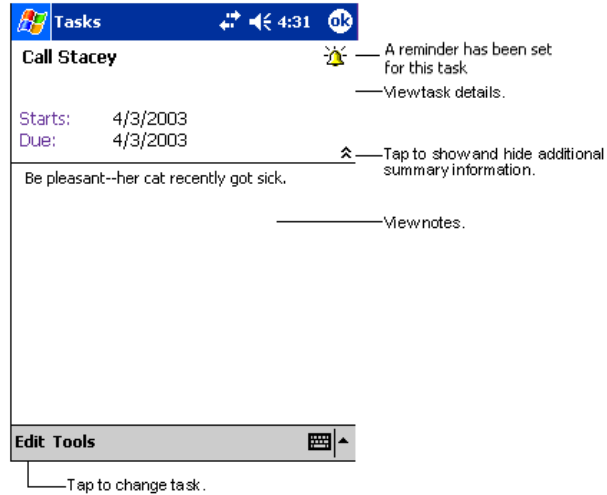 Tasks 4:31 ok
Call Stacey
A reminder has been set
for this task
View task details.
Starts: 4/3/2003
Due: 4/3/2003
Tap to show and hide additional
summary information.
Be pleasant--her cat recently got sick.
View notes.
Edit Tools
Tap to change task.